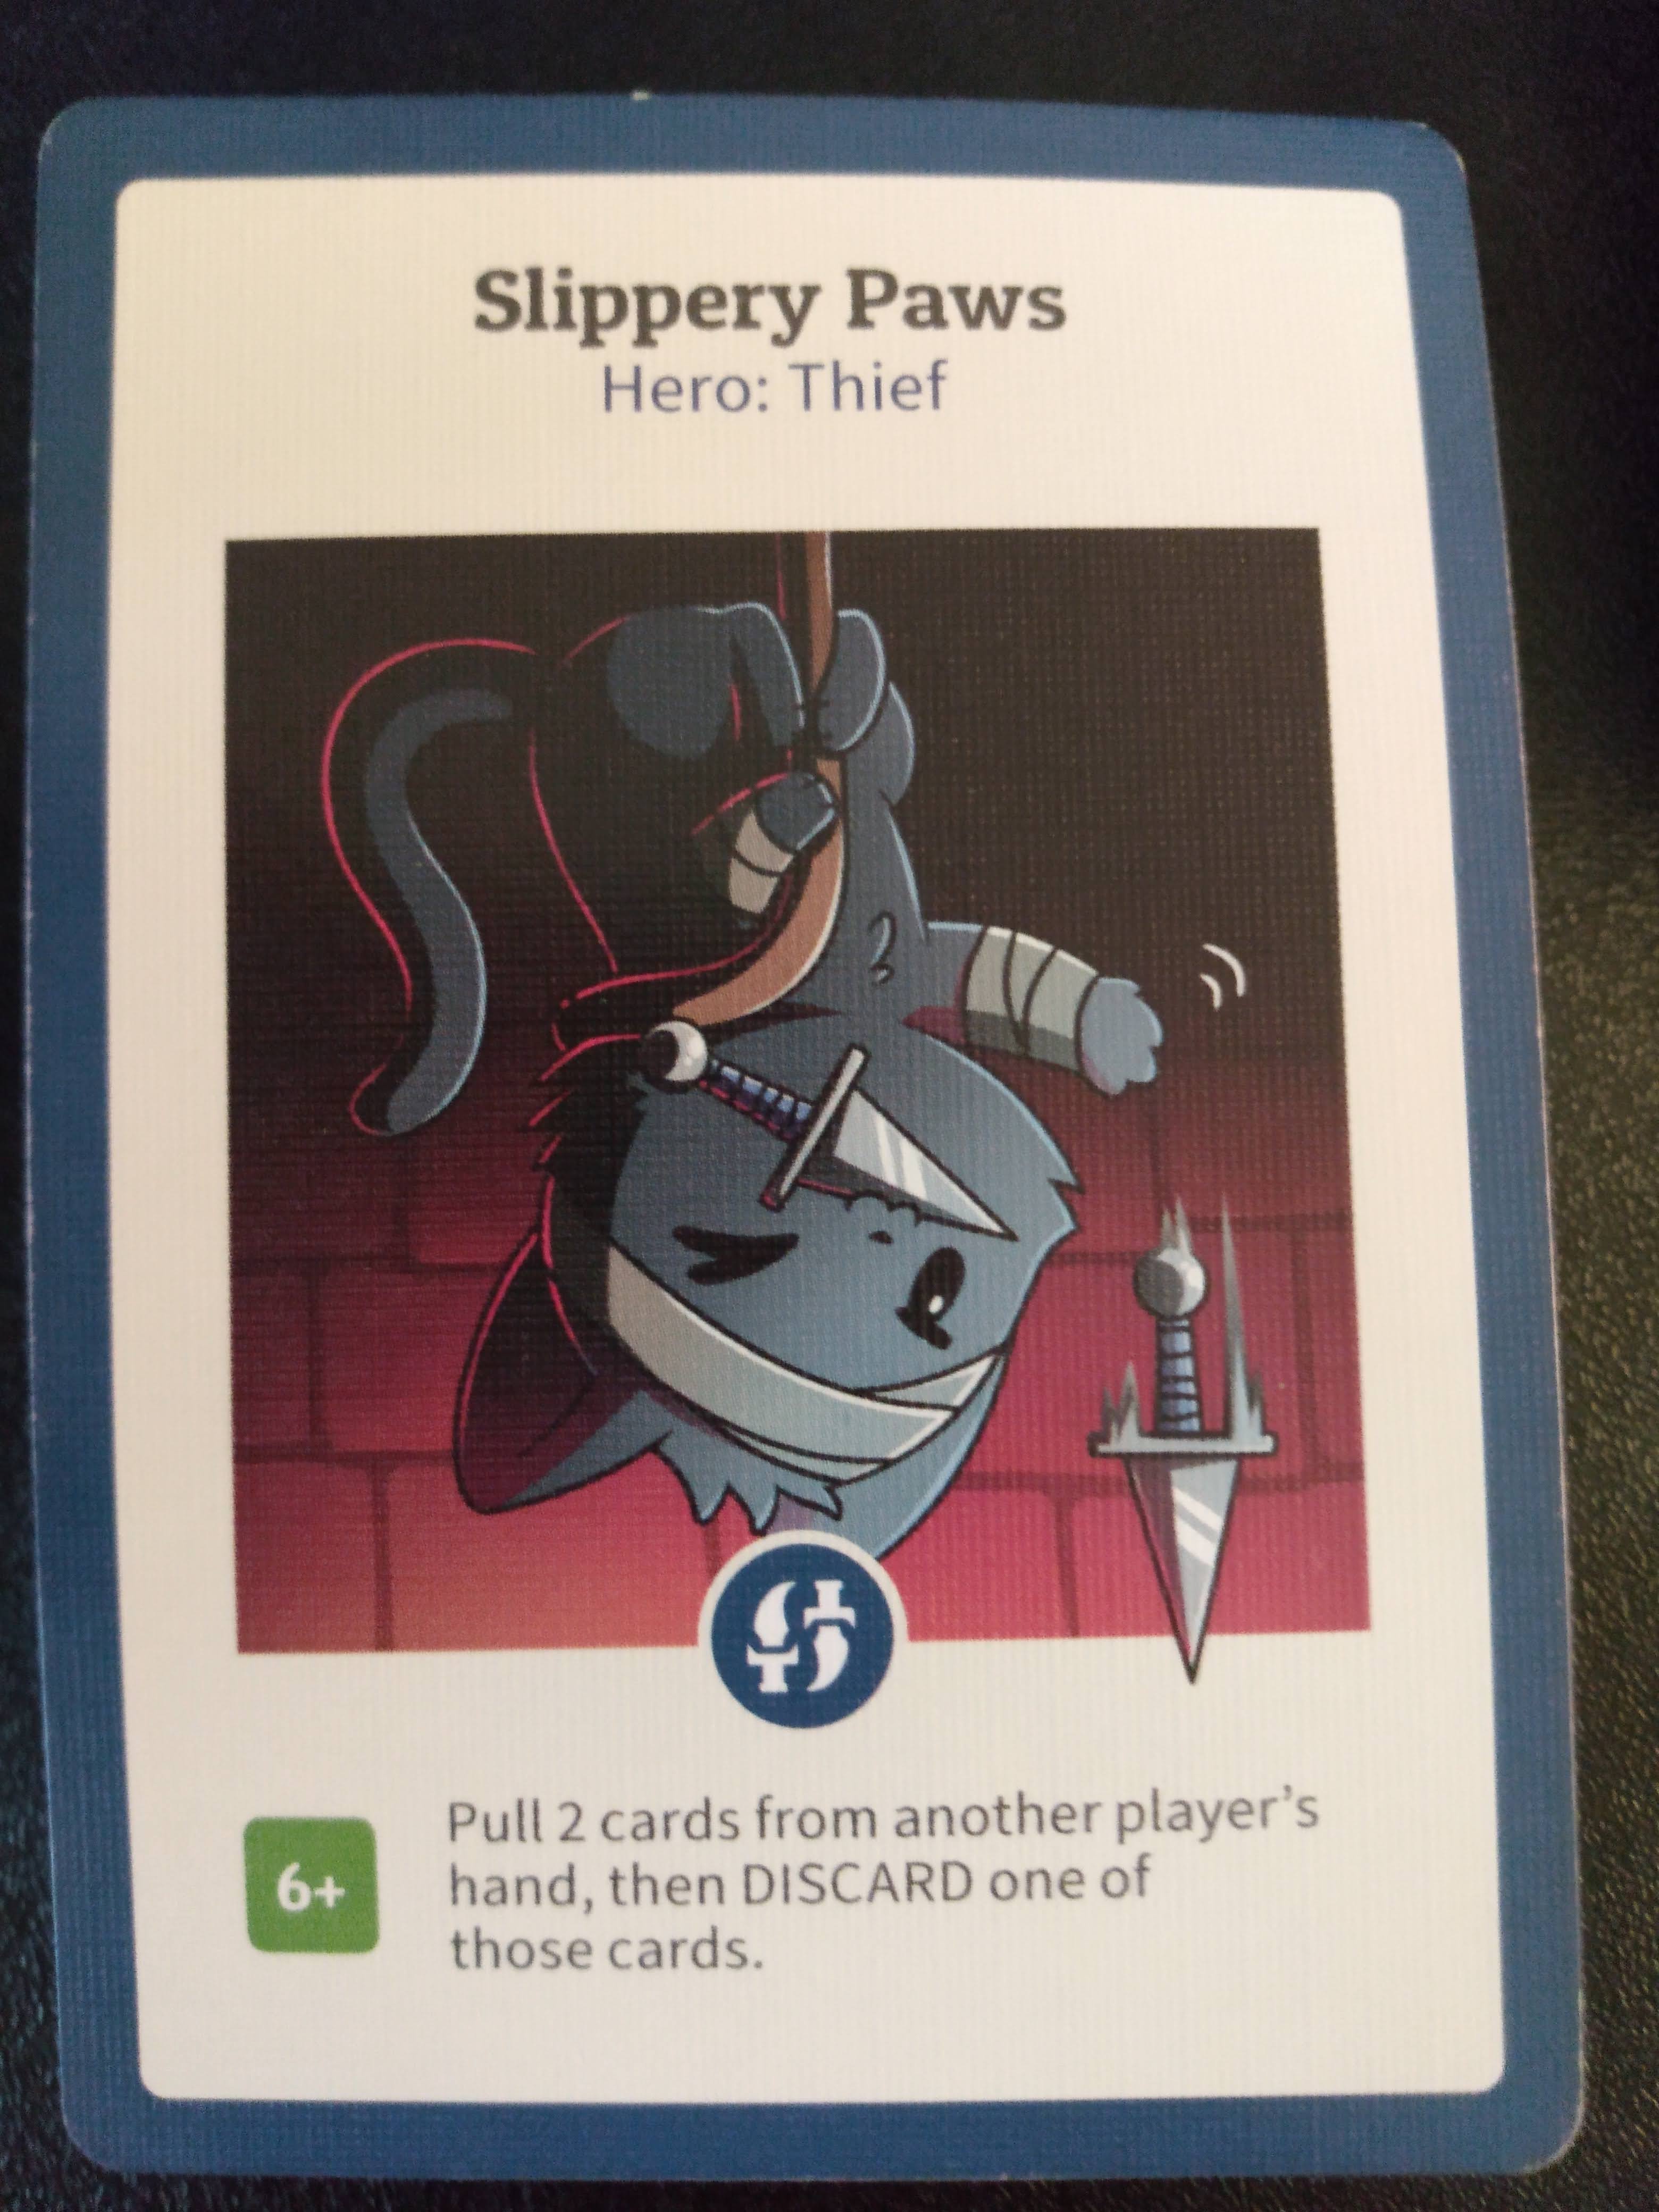 Slippery Paws
Hero: Thief
6+
Pull 2 cards from another player’s
hand, then DISCARD one of
those cards.